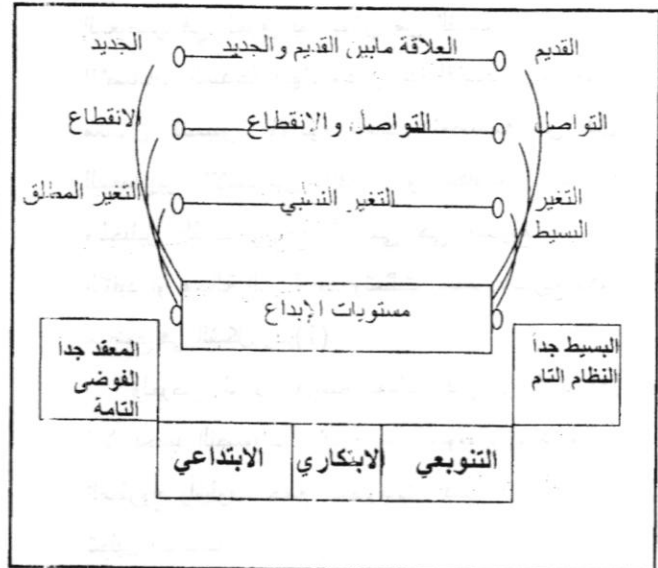 القديم العلاقة مابين القديم والجديد الجديد
التواصل التواصل والإنقطاع الانقطاع
التغير التغير النسبي التغير المطلق
البسيط
مستويات الإبداع
البسيط جدا المعقد جدا
النظام التام الفوضى
التامة
التنويعي الابتكاري الابتداعي